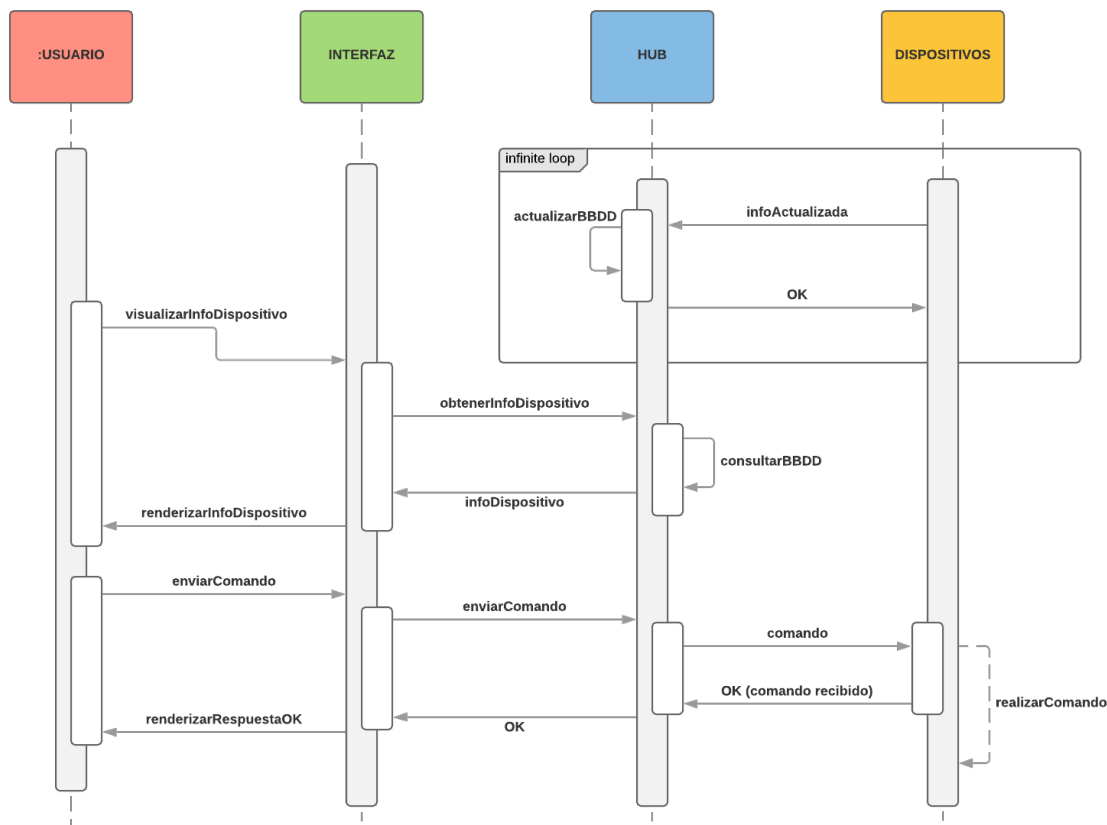 :USUARIO
INTERFAZ
HUB
DISPOSITIVOS
infinite loop
actualizarBBDD
infoActualizada
OK
visualizarInfoDispositivo
obtenerInfoDispositivo
consultarBBDD
infoDispositivo
renderizarInfoDispositivo
enviarComando
enviarComando
comando
OK (comando recibido)
realizarComando
OK
renderizarRespuestaOK